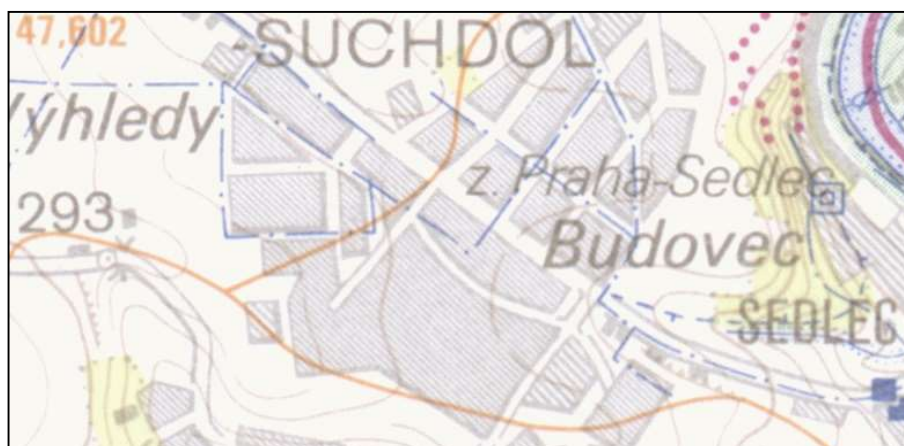 47,602
-SUCHDOL
Výhledy
z. Praha-Sedlec
293
Budovec
SEDLEC